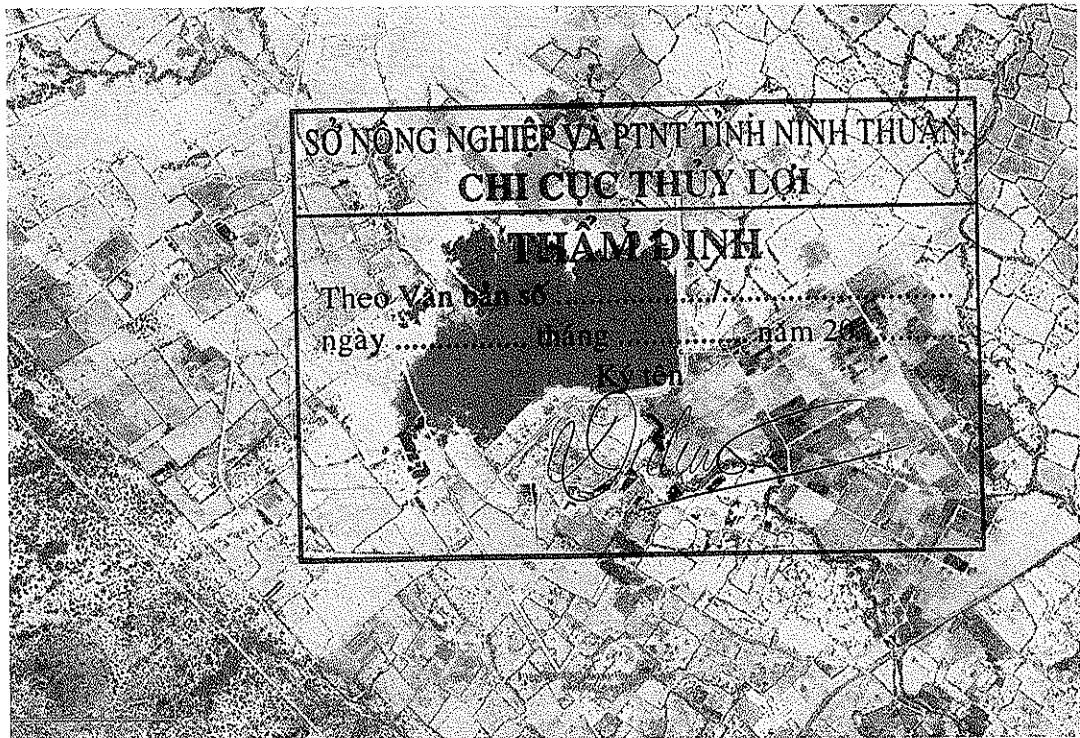 SỞ NÔNG NGHIỆP VÀ PTNT TỈNH NINH THUẬN
CHI CỤC THỦY LỢI
THẨM ĐỊNH
Theo Văn bản số ................./.........................
ngày ............... tháng ............... năm 20..........
Ký tên